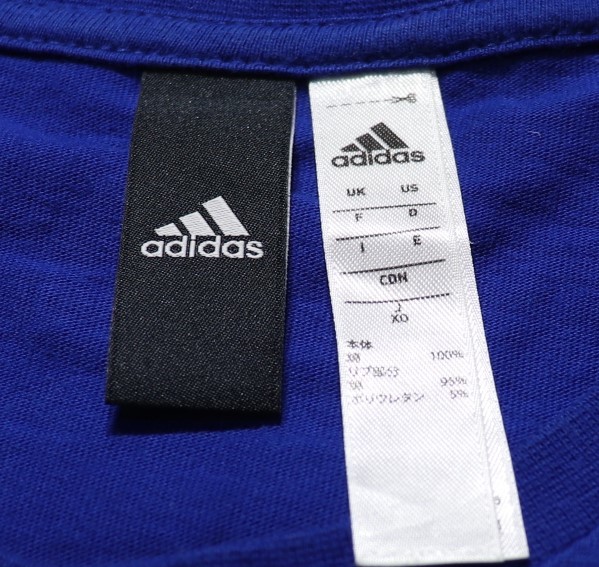 adidas
adidas
UK US
F D
I E
CDN
J
XO
本体
綿 100%
リブ部分
綿 95%
ポリウレタン 5%